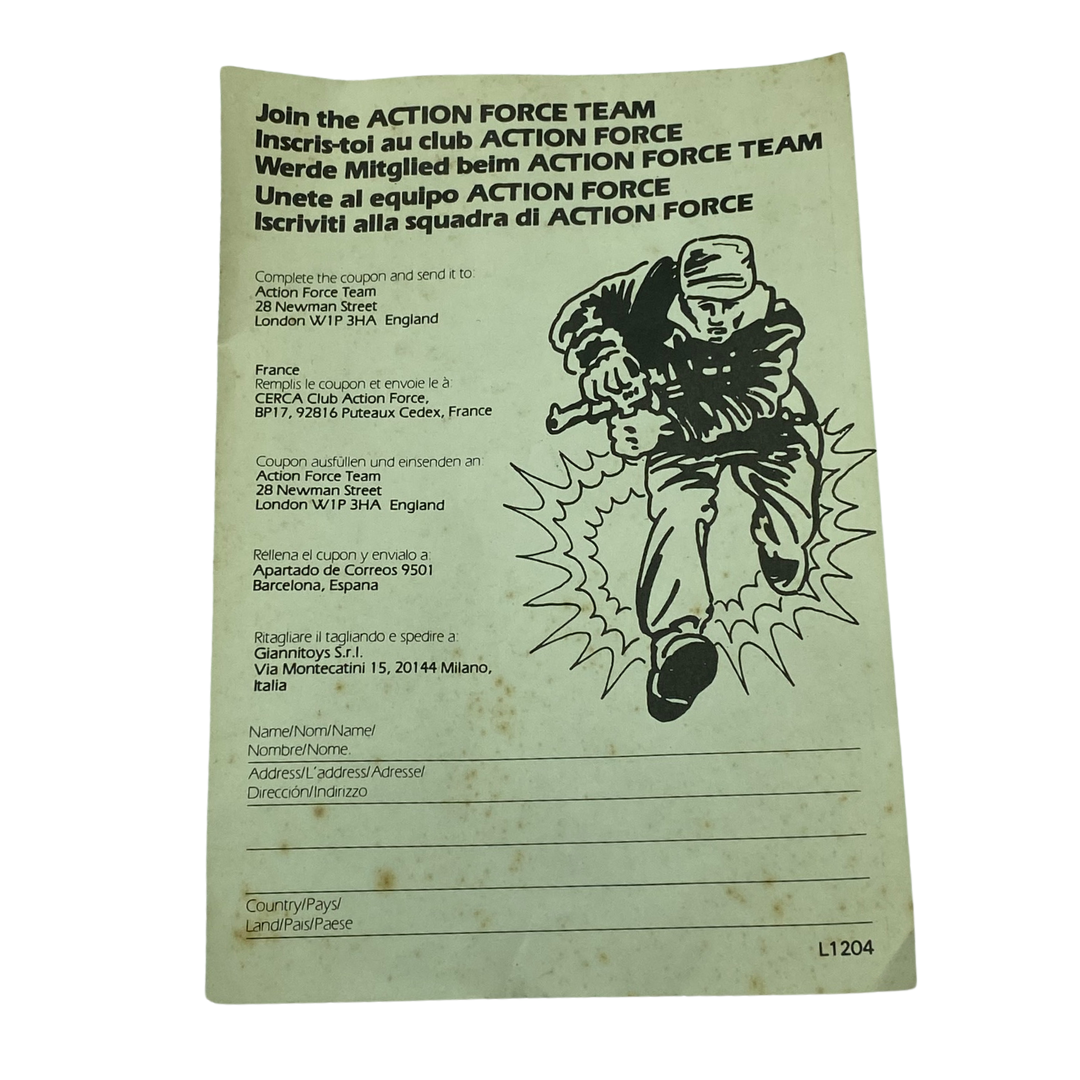 Join the ACTION FORCE TEAM
Inscris-toi au club ACTION FORCE
Werde Mitglied beim ACTION FORCE TEAM
Unete al equipo ACTION FORCE
Iscriviti alla squadra di ACTION FORCE
Complete the coupon and send it to:
Action Force Team
28 Newman Street
London W1P 3HA England
France
Remplis le coupon et envoie le à:
CERCA Club Action Force,
BP17, 92816 Puteaux Cedex, France
Coupon ausfüllen und einsenden an:
Action Force Team
28 Newman Street
London W1P 3HA England
Rellena el cupon y envialo a:
Apartado de Correos 9501
Barcelona, Espana
Ritagliare il tagliando e spedire a:
Giannitoys S.r.l.
Via Montecatini 15, 20144 Milano,
Italia
Name/Nom/Name/
Nombre/Nome.
Address/L'address/Adresse/
Dirección/Indirizzo
Country/Pays/
Land/Pais/Paese
L1204